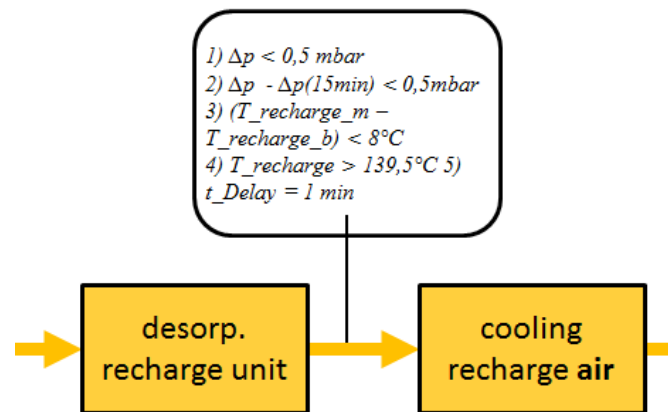 1) Δp < 0,5 mbar
2) Δp - Δp(15min) < 0,5mbar
3) (T_recharge_m –
T_recharge_b) < 8°C
4) T_recharge > 139,5°C 5)
t_Delay = 1 min
desorp.
recharge unit
cooling
recharge air